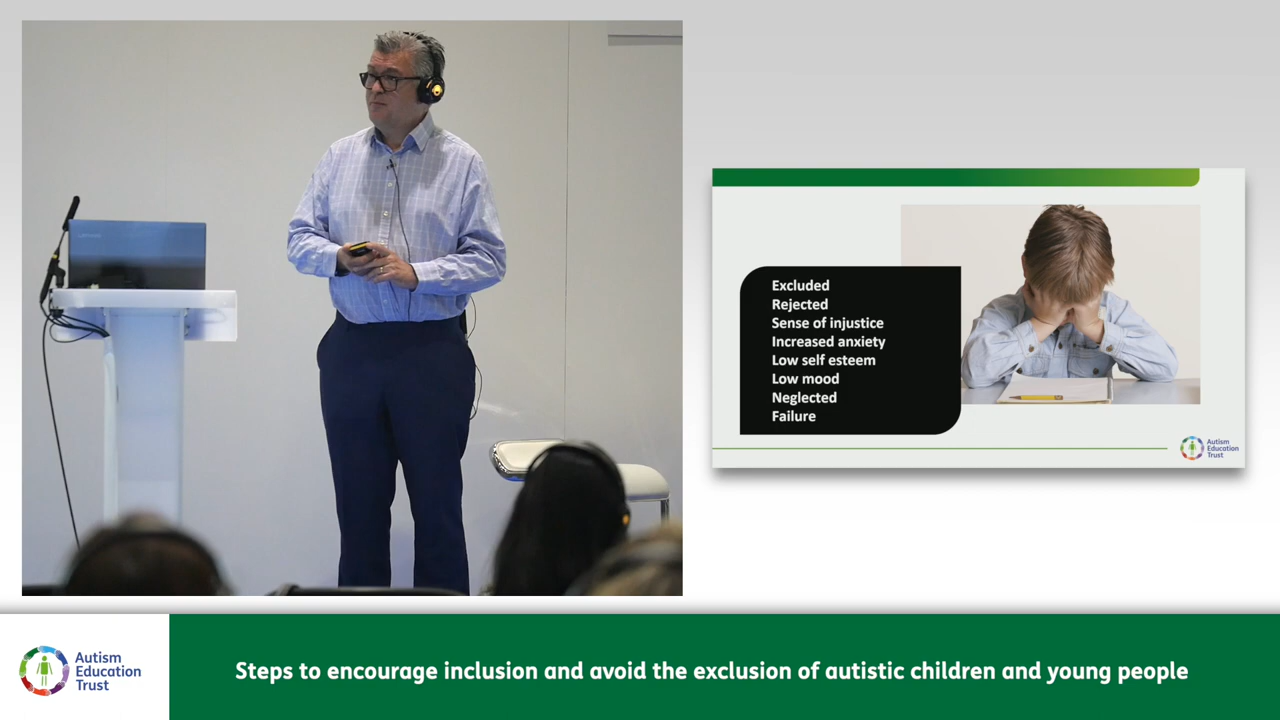 Excluded
Rejected
Sense of injustice
Increased anxiety
Low self esteem
Low mood
Neglected
Failure
Autism
Education
Trust
Autism
Education
Trust
Steps to encourage inclusion and avoid the exclusion of autistic children and young people